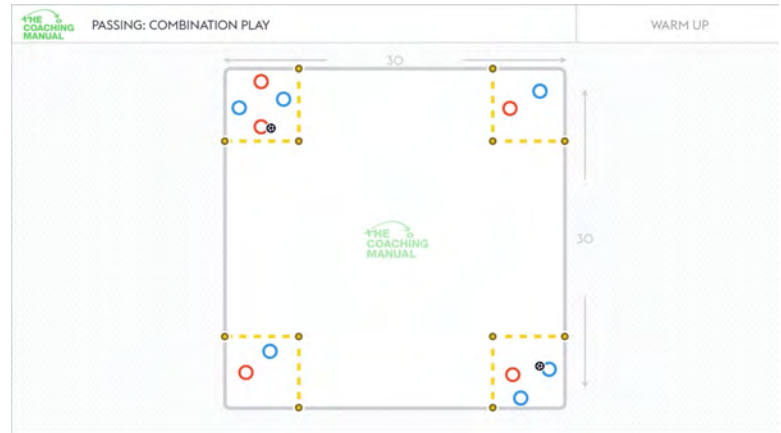 THE
COACHING
MANUAL
PASSING: COMBINATION PLAY
WARM UP
30
THE
COACHING
MANUAL
30